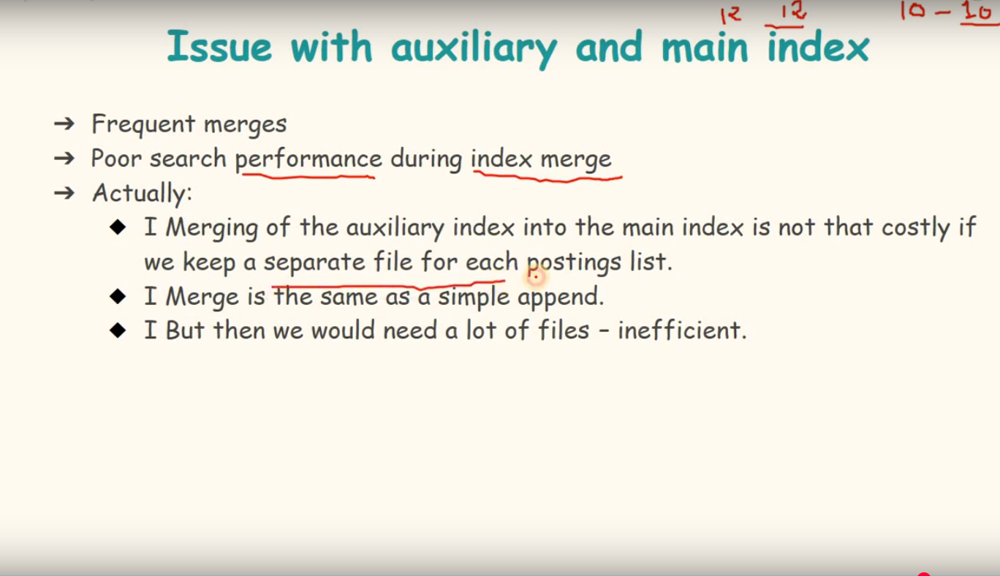 12 12 10 - 10
Issue with auxiliary and main index
➔ Frequent merges
➔ Poor search performance during index merge
➔ Actually:
◆ I Merging of the auxiliary index into the main index is not that costly if
we keep a separate file for each postings list.
◆ I Merge is the same as a simple append.
◆ I But then we would need a lot of files – inefficient.